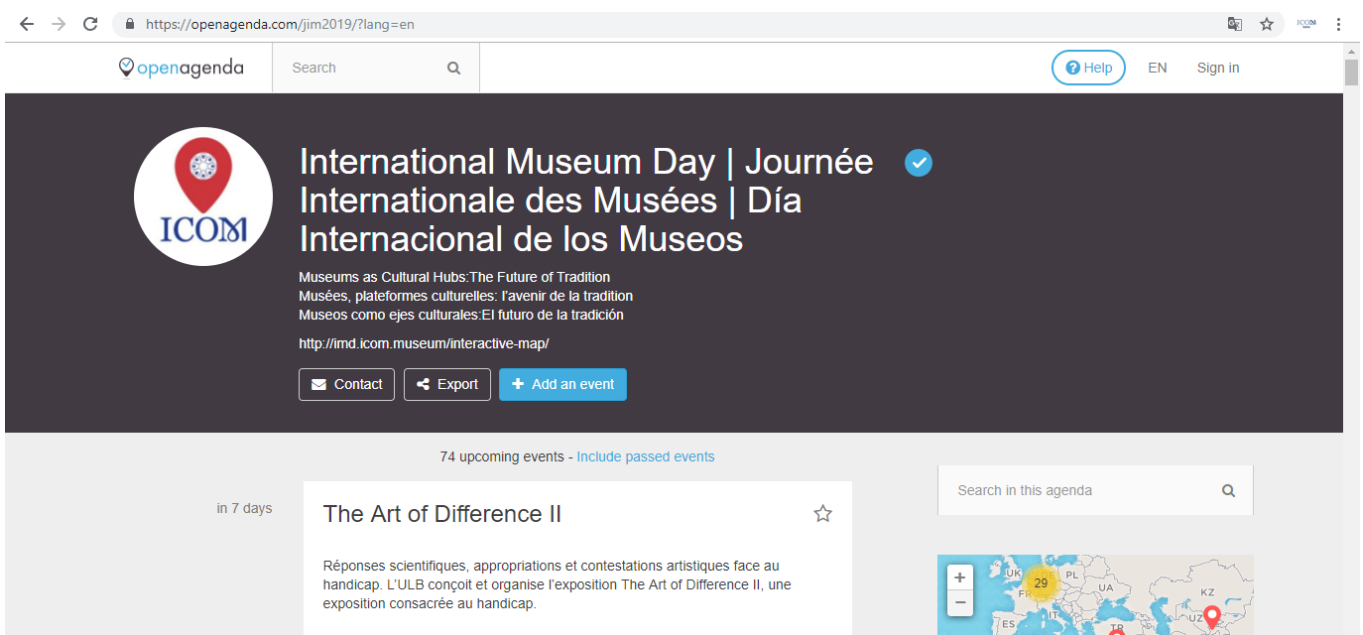 https://openagenda.com/jim2019/?lang=en
openagenda
Search
Help
EN
Sign in
ICOM
International Museum Day | Journée
Internationale des Musées | Día
Internacional de los Museos
Museums as Cultural Hubs:The Future of Tradition
Musées, plateformes culturelles: l'avenir de la tradition
Museos como ejes culturales:El futuro de la tradición
http://imd.icom.museum/interactive-map/
Contact
Export
Add an event
74 upcoming events - Include passed events
Search in this agenda
in 7 days
The Art of Difference II
Réponses scientifiques, appropriations et contestations artistiques face au
handicap. L'ULB conçoit et organise l'exposition The Art of Difference II, une
exposition consacrée au handicap.
+
−
UK
29
PL
UA
KZ
FR
ES
IT
TR
UZ